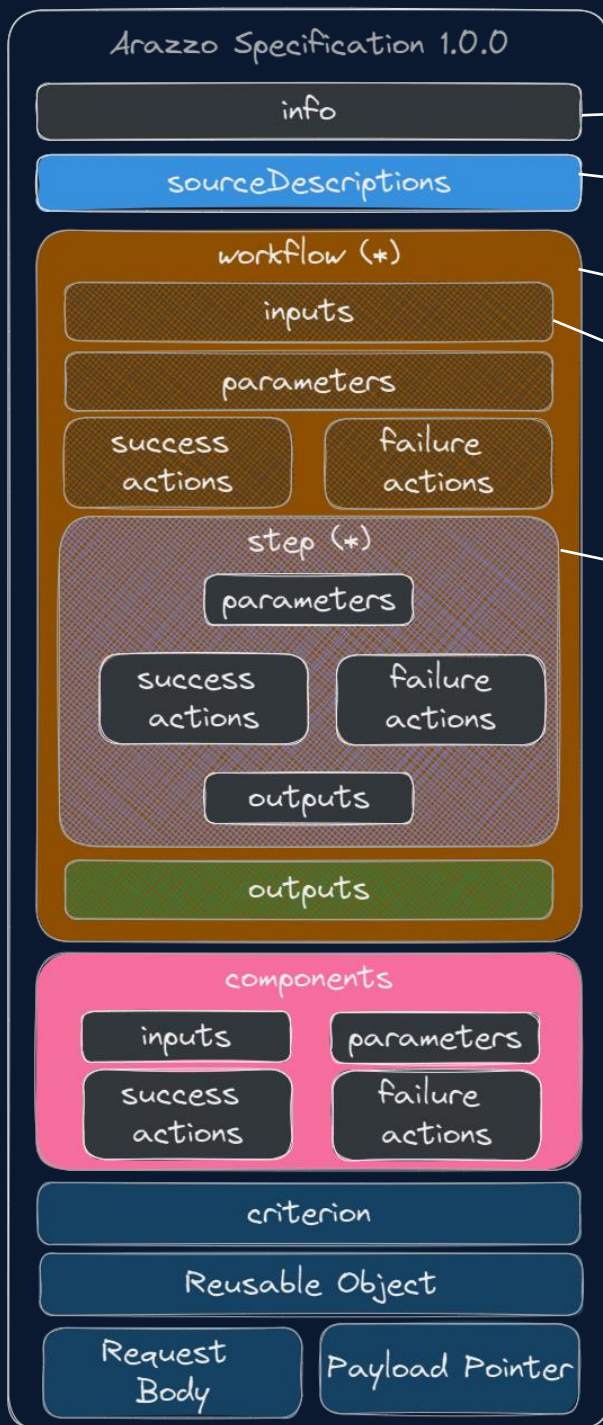 Arazzo Specification 1.0.0
info
sourceDescriptions
workflow (*)
inputs
parameters
success
actions
failure
actions
step (*)
parameters
success
actions
failure
actions
outputs
outputs
components
inputs
parameters
success
actions
failure
actions
criterion
Reusable Object
Request
Body
Payload Pointer